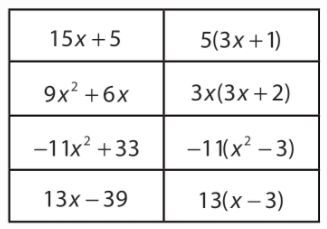 15x + 5 5(3x + 1)
9x² + 6x 3x(3x + 2)
−11x² + 33 −11(x² − 3)
13x − 39 13(x − 3)